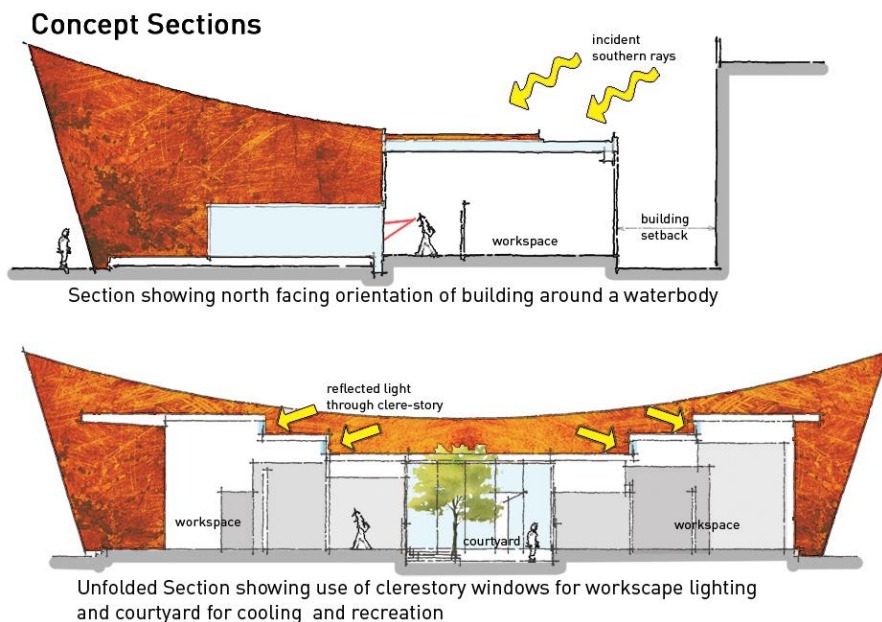 Concept Sections
incident
southern rays
building
setback
workspace
Section showing north facing orientation of building around a waterbody
reflected light
through clere-story
workspace
courtyard
workspace
Unfolded Section showing use of clerestory windows for workscape lighting
and courtyard for cooling and recreation